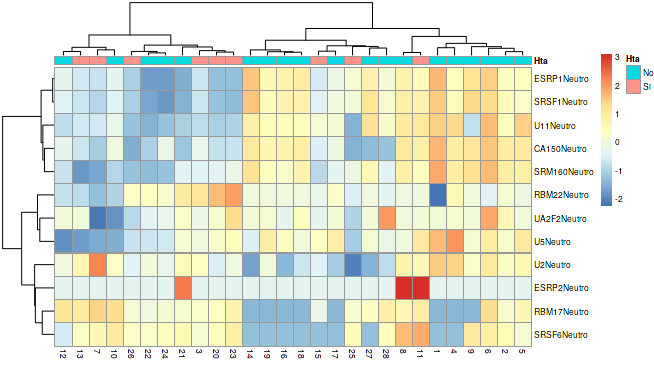 Hta
ESRP1Neutro
SRSF1Neutro
U11Neutro
CA150Neutro
SRM160Neutro
RBM22Neutro
UA2F2Neutro
U5Neutro
U2Neutro
ESRP2Neutro
RBM17Neutro
SRSF6Neutro
12 13 7 10 26 22 24 21 3 20 23 14 19 16 18 15 17 25 27 28 8 11 1 4 9 6 2 5
3
2
1
0
-1
-2
Hta
No
SI